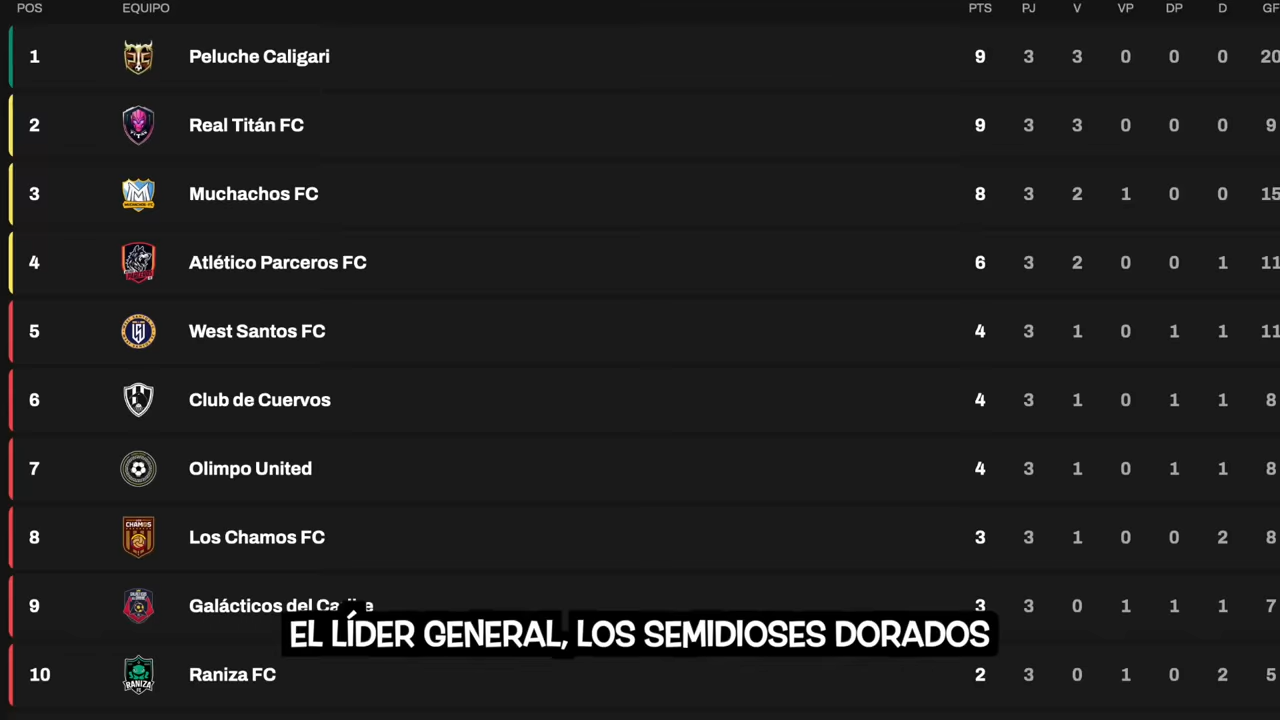 POS EQUIPO PTS PJ V VP DP D GF
1 Peluche Caligari 9 3 3 0 0 0 20
2 Real Titán FC 9 3 3 0 0 0 9
3 Muchachos FC 8 3 2 1 0 0 15
4 Atlético Parceros FC 6 3 2 0 0 1 11
5 West Santos FC 4 3 1 0 1 1 11
6 Club de Cuervos 4 3 1 0 1 1 8
7 Olimpo United 4 3 1 0 1 1 8
8 CHAMOS Los Chamos FC 3 3 1 0 0 2 8
9 Galácticos del 3 3 0 1 1 1 7
EL LÍDER GENERAL, LOS SEMIDIOSES DORADOS
10 RANIZA Raniza FC 2 3 0 1 0 2 5